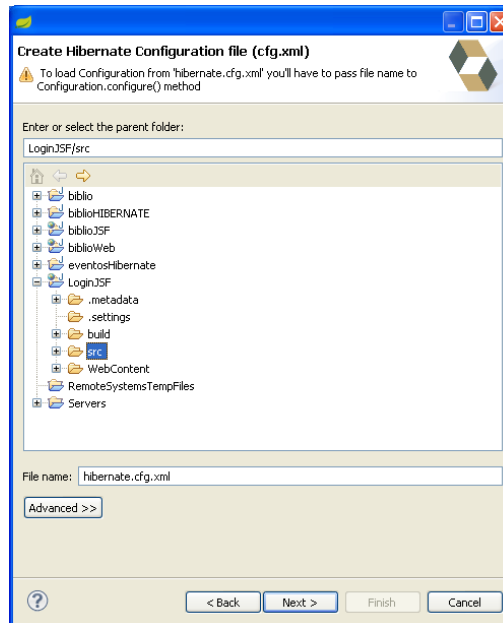 Create Hibernate Configuration file (cfg.xml)
To load Configuration from 'hibernate.cfg.xml' you'll have to pass file name to
Configuration.configure() method
Enter or select the parent folder:
LoginJSF/src
biblio
biblioHIBERNATE
biblioJSF
biblioWeb
eventosHibernate
LoginJSF
.metadata
.settings
build
src
WebContent
RemoteSystemsTempFiles
Servers
File name: hibernate.cfg.xml
Advanced >>
< Back Next > Finish Cancel